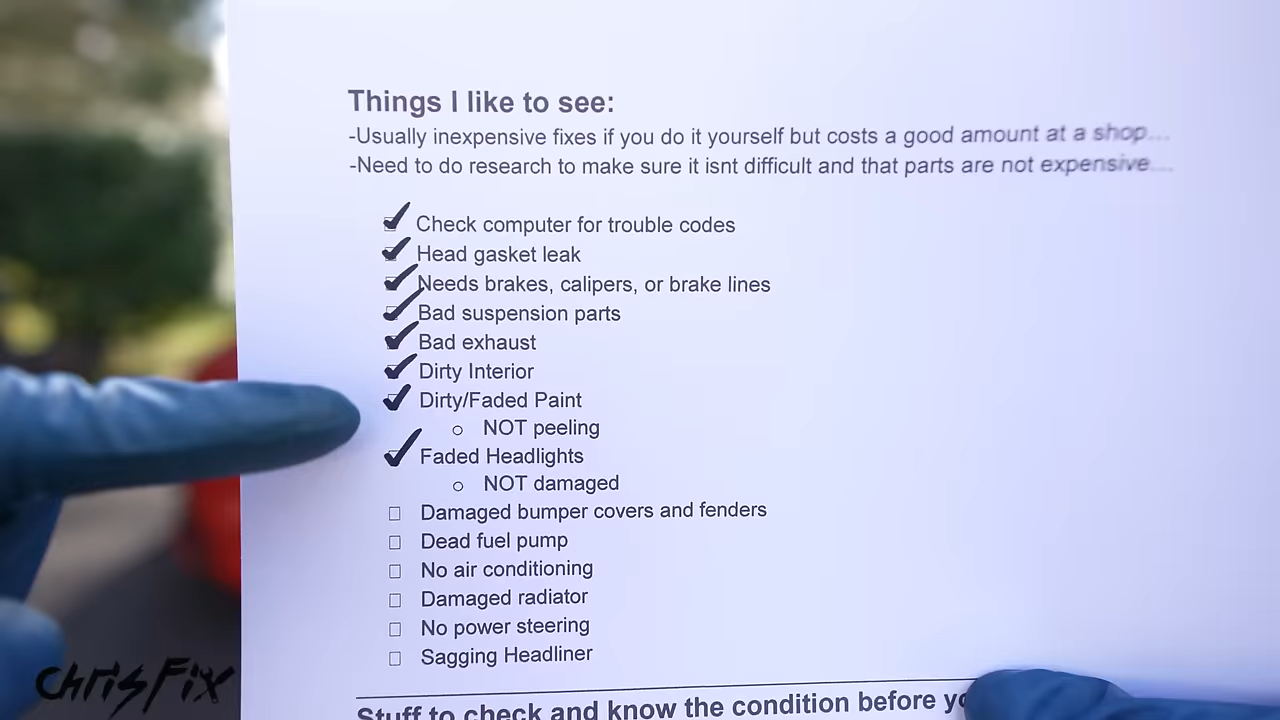 Things I like to see:
-Usually inexpensive fixes if you do it yourself but costs a good amount at a shop...
-Need to do research to make sure it isnt difficult and that parts are not expensive....
Check computer for trouble codes
Head gasket leak
Needs brakes, calipers, or brake lines
Bad suspension parts
Bad exhaust
Dirty Interior
Dirty/Faded Paint
NOT peeling
Faded Headlights
NOT damaged
Damaged bumper covers and fenders
Dead fuel pump
No air conditioning
Damaged radiator
No power steering
Sagging Headliner
Stuff to check and know the condition before
ChrisFix